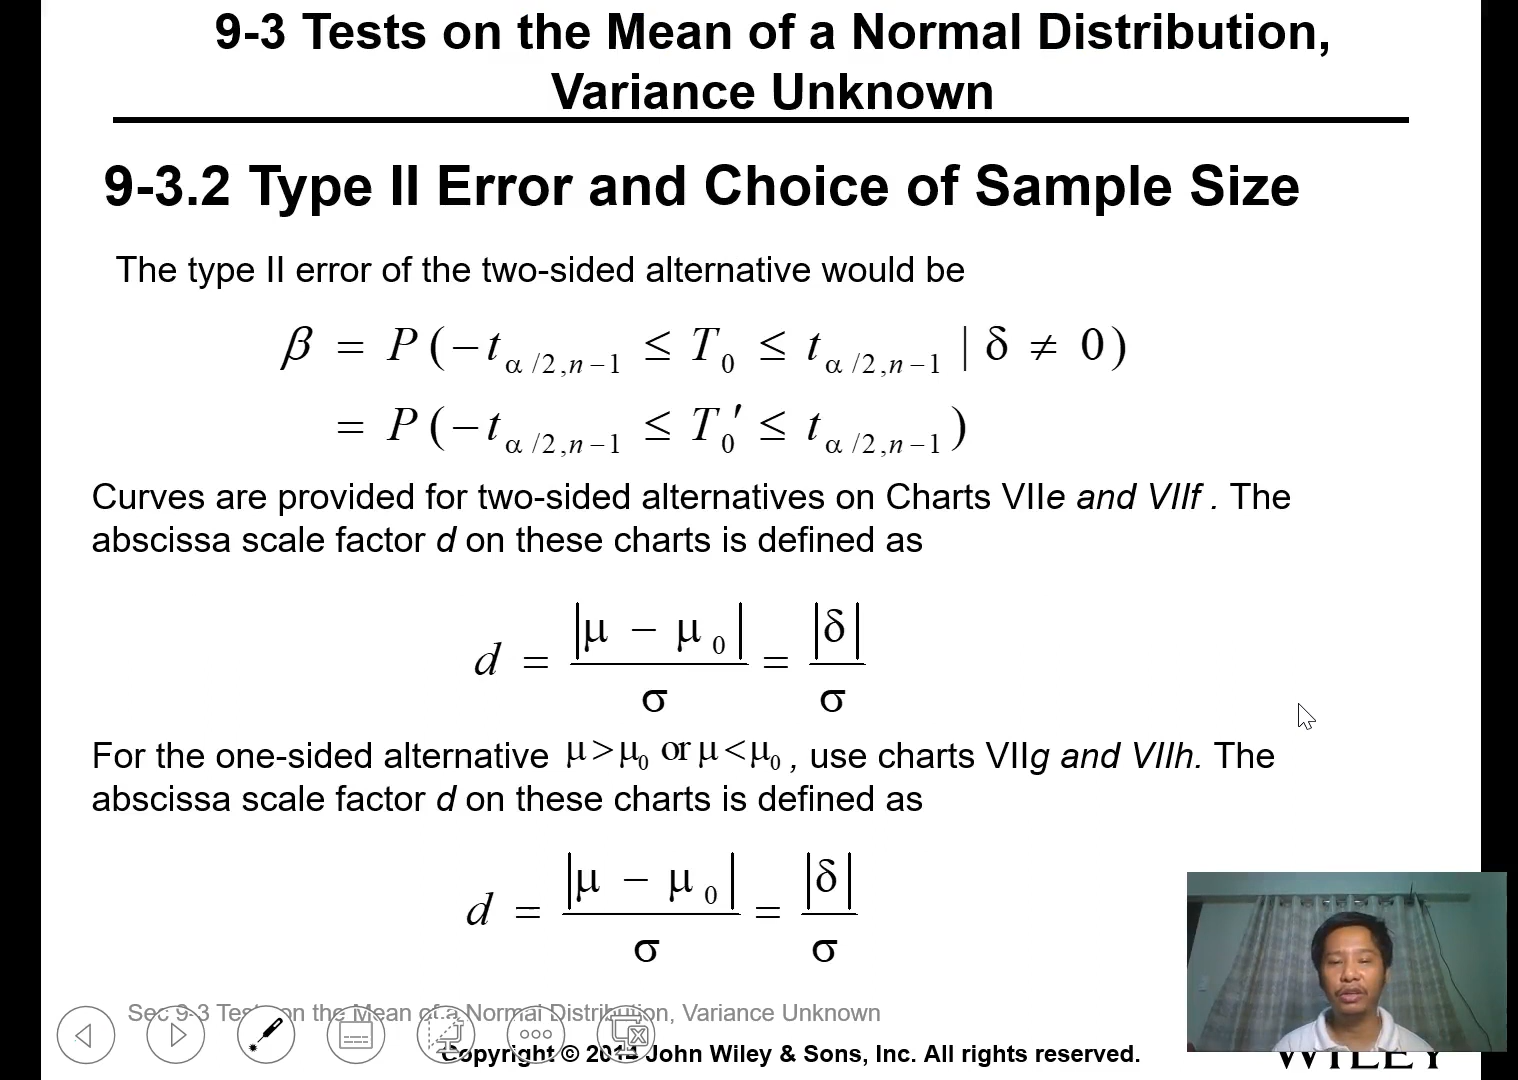 9-3 Tests on the Mean of a Normal Distribution,
Variance Unknown
9-3.2 Type II Error and Choice of Sample Size
The type II error of the two-sided alternative would be
β = P(−t α/2,n−1 ≤ T0 ≤ t α/2,n−1 | δ ≠ 0)
= P(−t α/2,n−1 ≤ T0′ ≤ t α/2,n−1)
Curves are provided for two-sided alternatives on Charts VIIe and VIIf . The
abscissa scale factor d on these charts is defined as
d = |μ − μ0| / σ = |δ| / σ
For the one-sided alternative μ>μ0 or μ<μ0 , use charts VIIg and VIIh. The
abscissa scale factor d on these charts is defined as
d = |μ − μ0| / σ = |δ| / σ
Sec 9-3 Tests on the Mean of a Normal Distribution, Variance Unknown
Copyright © 2014 John Wiley & Sons, Inc. All rights reserved.
WILEY